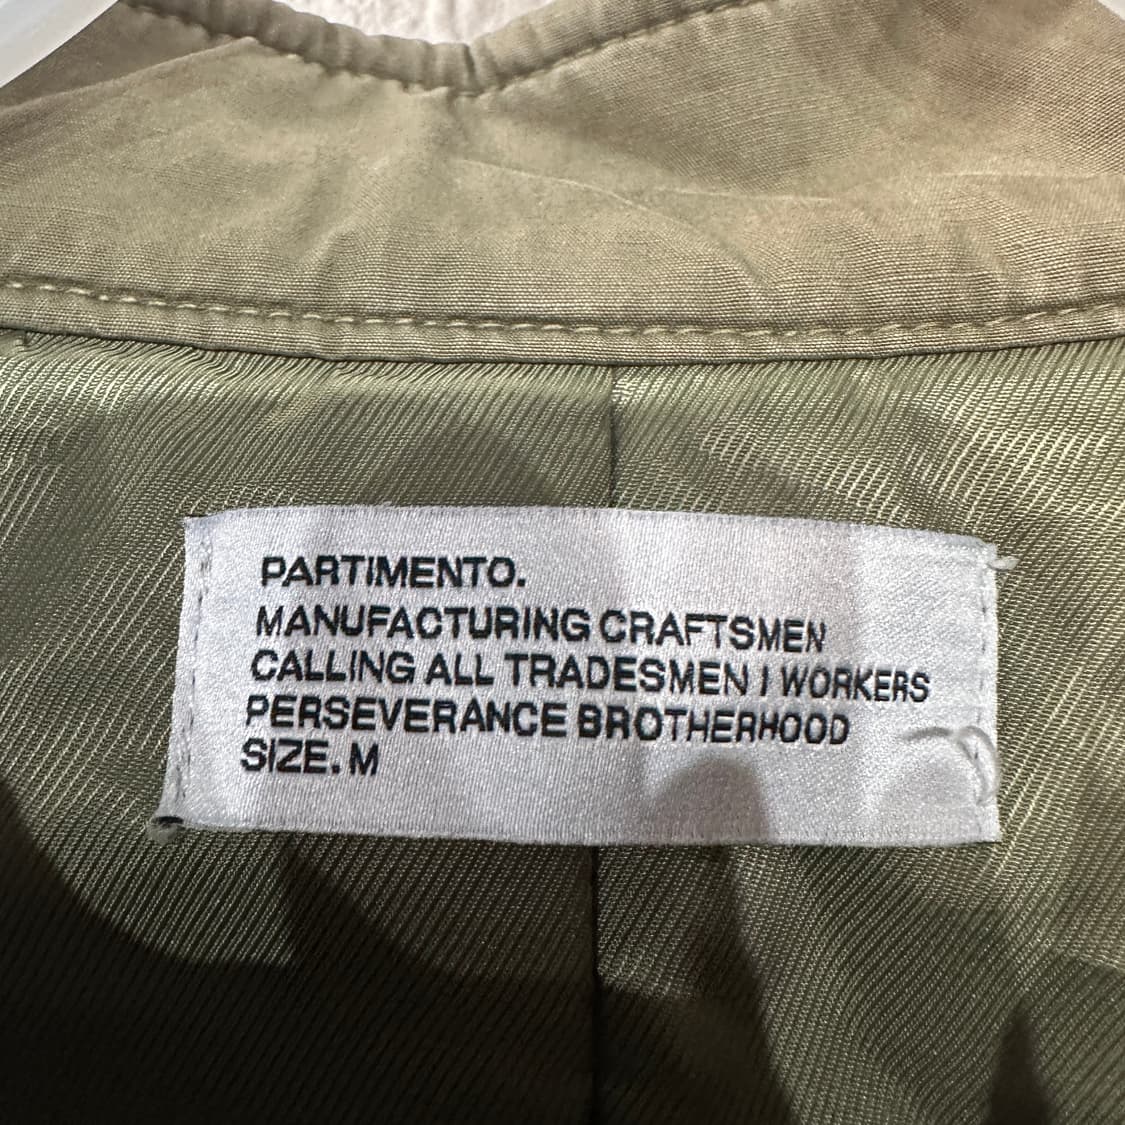 PARTIMENTO.
MANUFACTURING CRAFTSMEN
CALLING ALL TRADESMEN / WORKERS
PERSEVERANCE BROTHERHOOD
SIZE. M